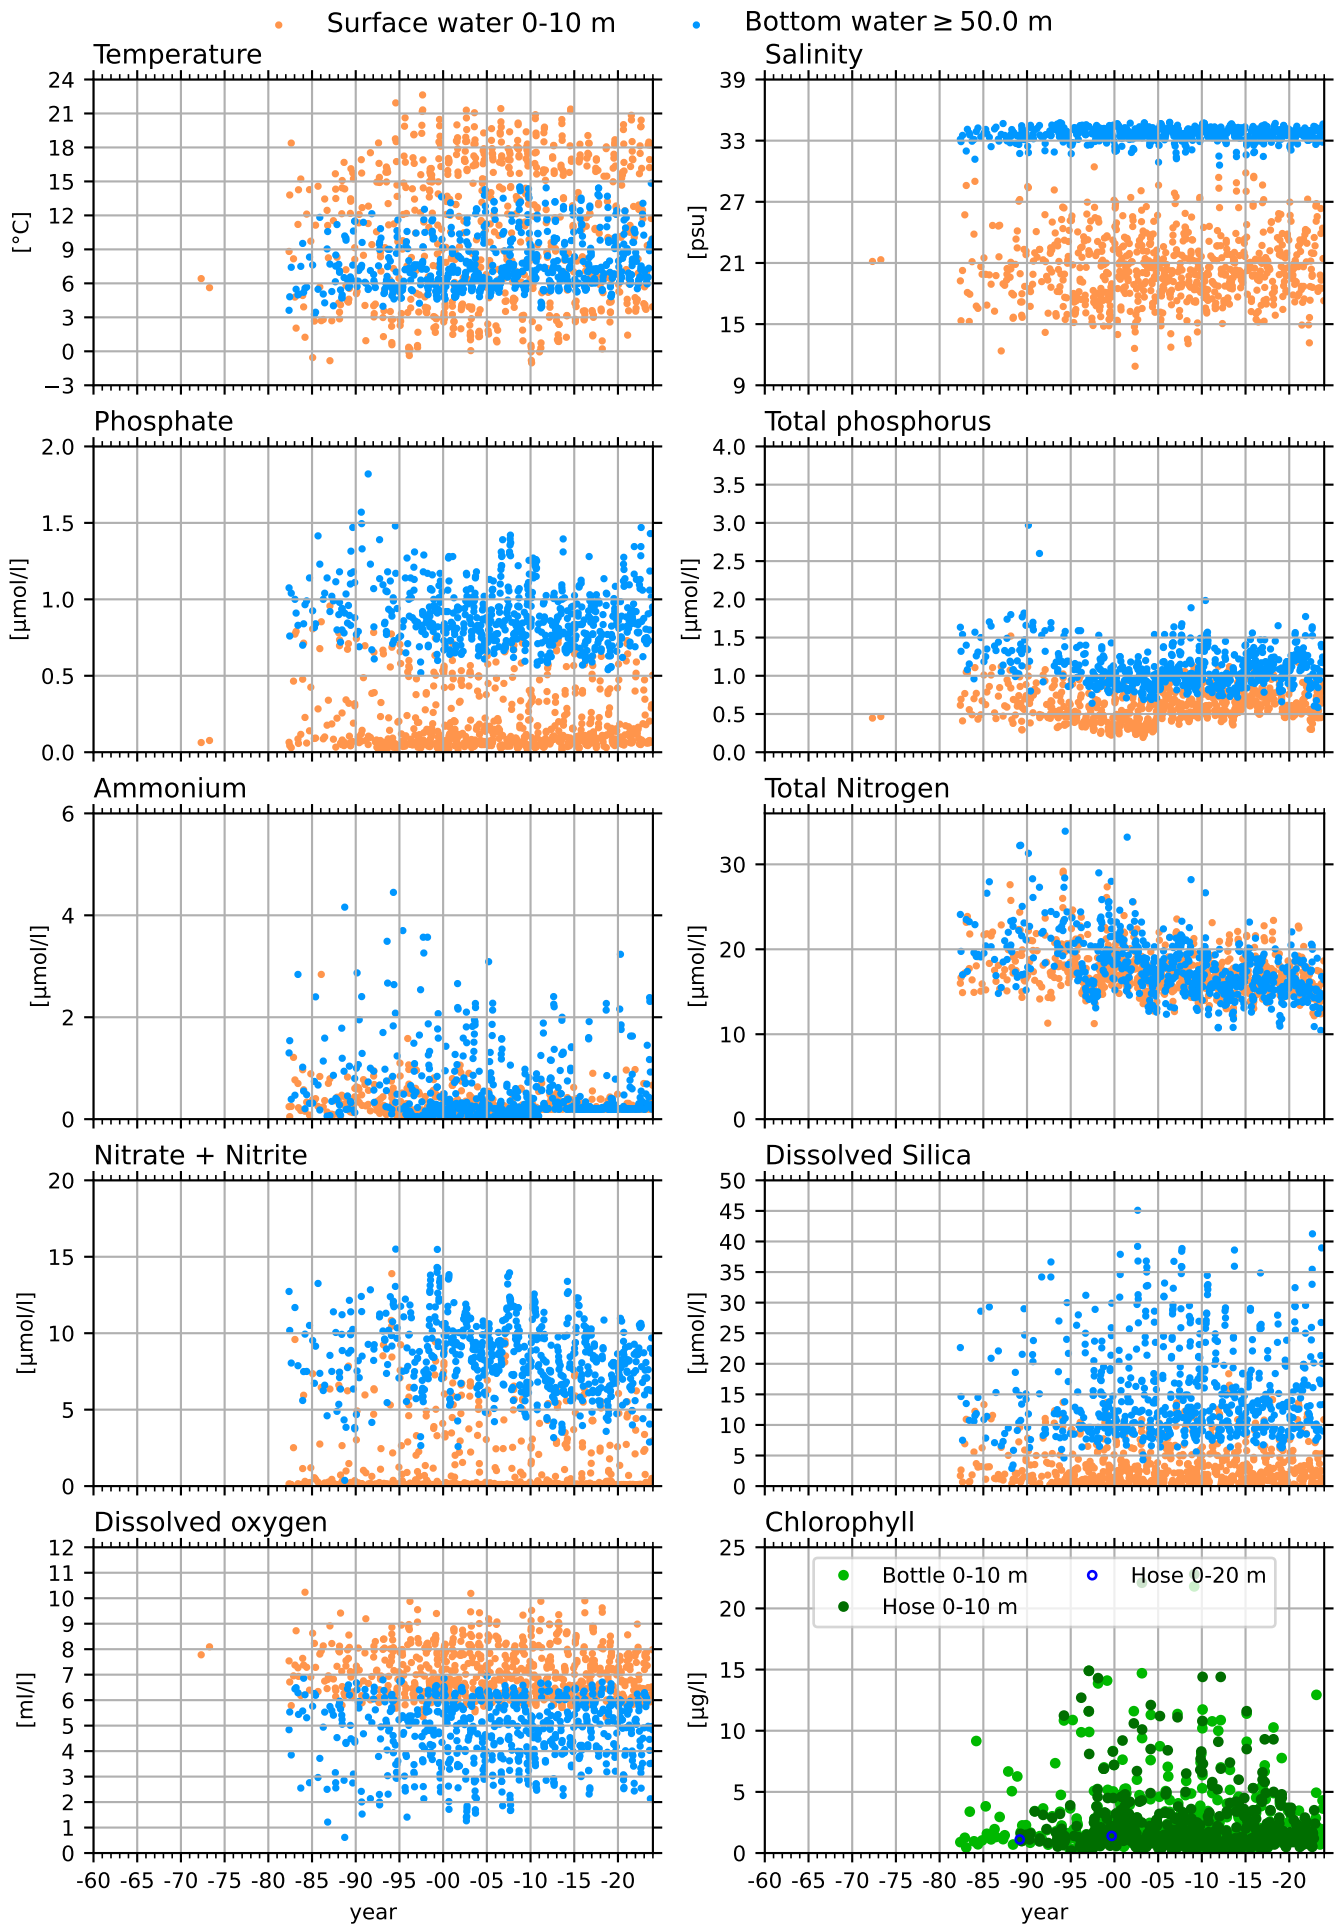 Surface water 0-10 m
Bottom water ≥ 50.0 m
Temperature
24
21
18
15
12
9
6
3
0
−3
[°C]
Salinity
39
33
27
21
15
9
[psu]
Phosphate
2.0
1.5
1.0
0.5
0.0
[µmol/l]
Total phosphorus
4.0
3.5
3.0
2.5
2.0
1.5
1.0
0.5
0.0
[µmol/l]
Ammonium
6
4
2
0
[µmol/l]
Total Nitrogen
30
20
10
0
[µmol/l]
Nitrate + Nitrite
20
15
10
5
0
[µmol/l]
Dissolved Silica
50
45
40
35
30
25
20
15
10
5
0
[µmol/l]
Dissolved oxygen
12
11
10
9
8
7
6
5
4
3
2
1
0
[ml/l]
-60 -65 -70 -75 -80 -85 -90 -95 -00 -05 -10 -15 -20
year
Chlorophyll
25
20
15
10
5
0
[µg/l]
Bottle 0-10 m
Hose 0-10 m
Hose 0-20 m
-60 -65 -70 -75 -80 -85 -90 -95 -00 -05 -10 -15 -20
year